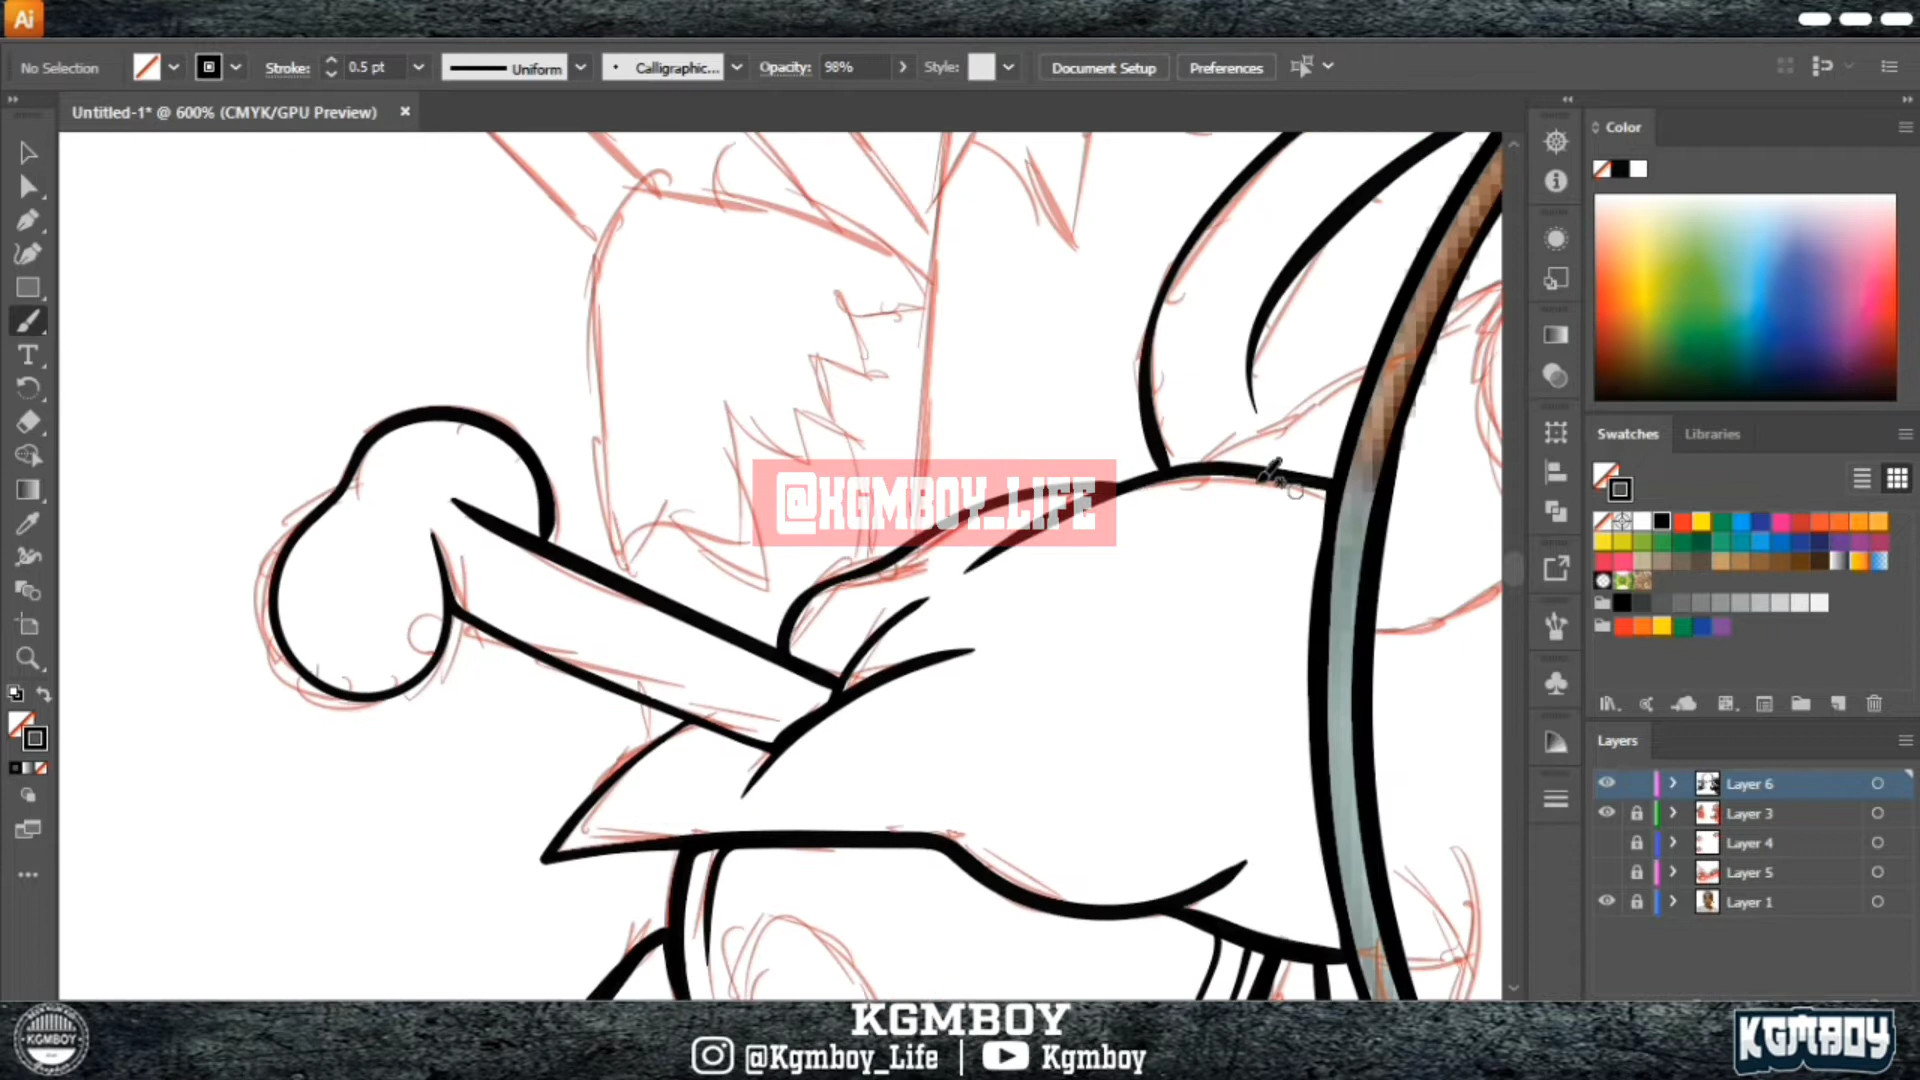 Ai
No Selection
Stroke:
0.5 pt
Uniform
Calligraphic...
Opacity:
98%
Style:
Document Setup
Preferences
Untitled-1* @ 600% (CMYK/GPU Preview)
Color
Swatches
Libraries
@KGMBOY_LIFE
Layers
Layer 6
Layer 3
Layer 4
Layer 5
Layer 1
KGMBOY
@Kgmboy_Life | Kgmboy
KGMBOY
KGMBOY